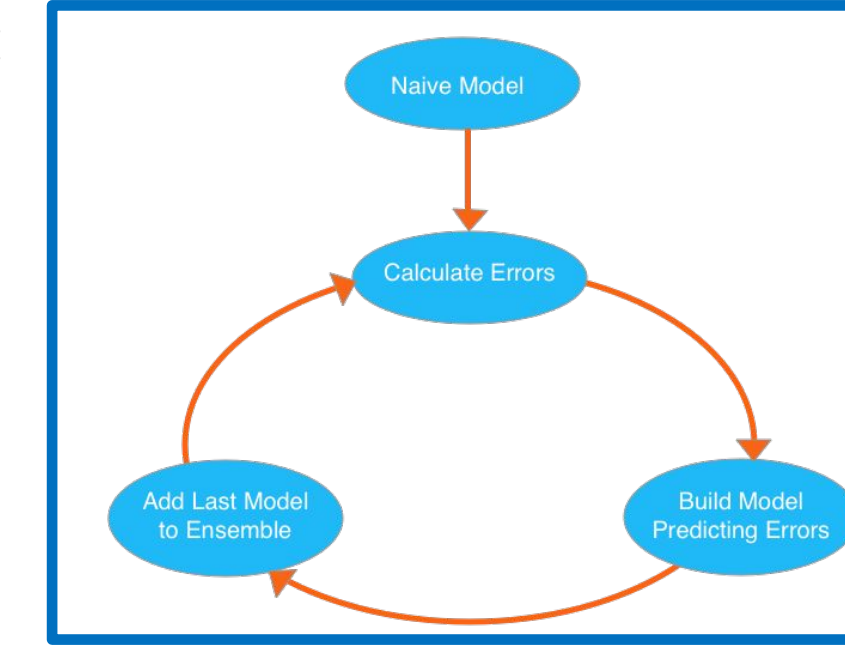 Naive Model
Calculate Errors
Add Last Model
to Ensemble
Build Model
Predicting Errors